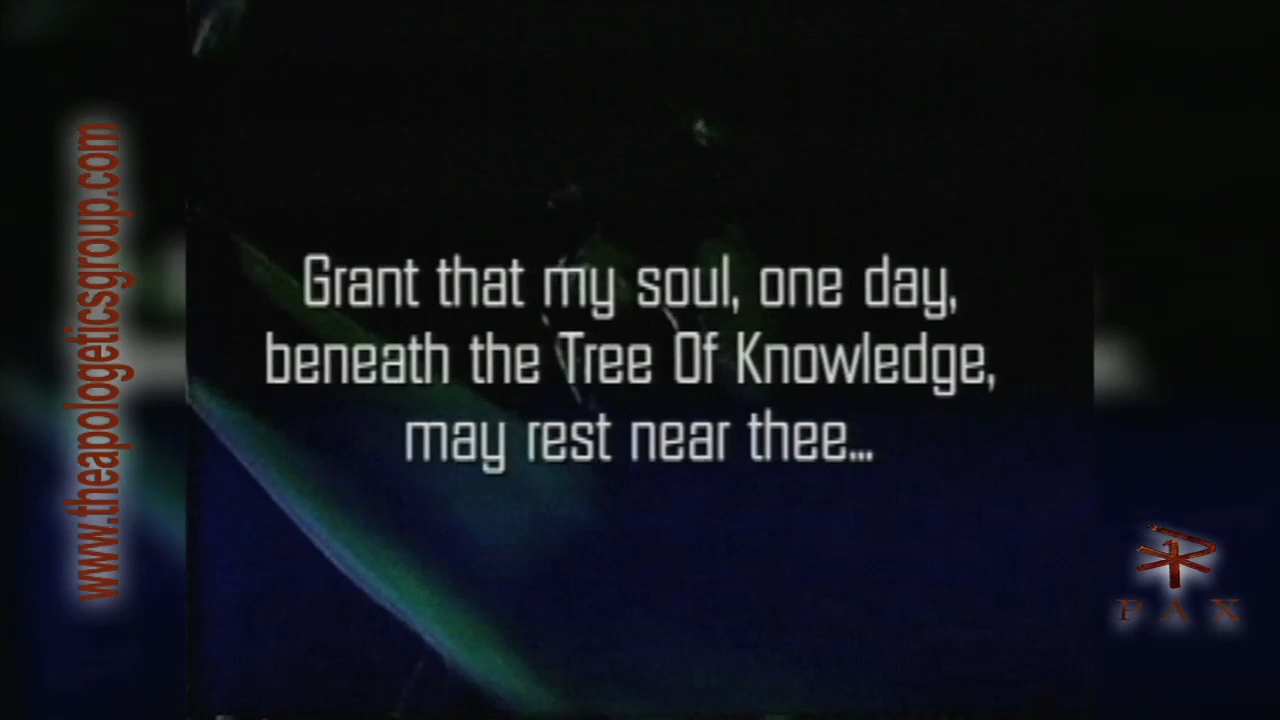 www.theapologeticsgroup.com
Grant that my soul, one day,
beneath the Tree Of Knowledge,
may rest near thee...
PAX